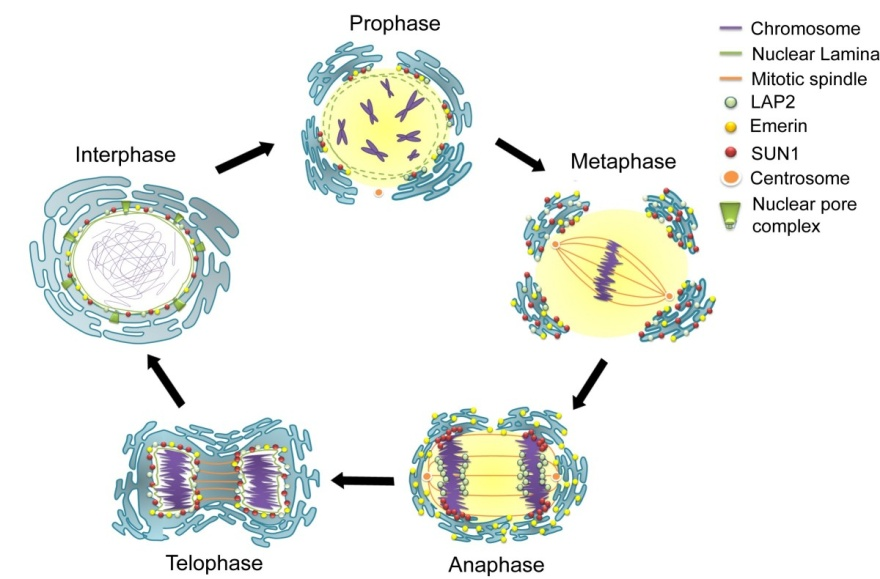 Prophase
Interphase
Metaphase
Telophase
Anaphase
Chromosome
Nuclear Lamina
Mitotic spindle
LAP2
Emerin
SUN1
Centrosome
Nuclear pore
complex